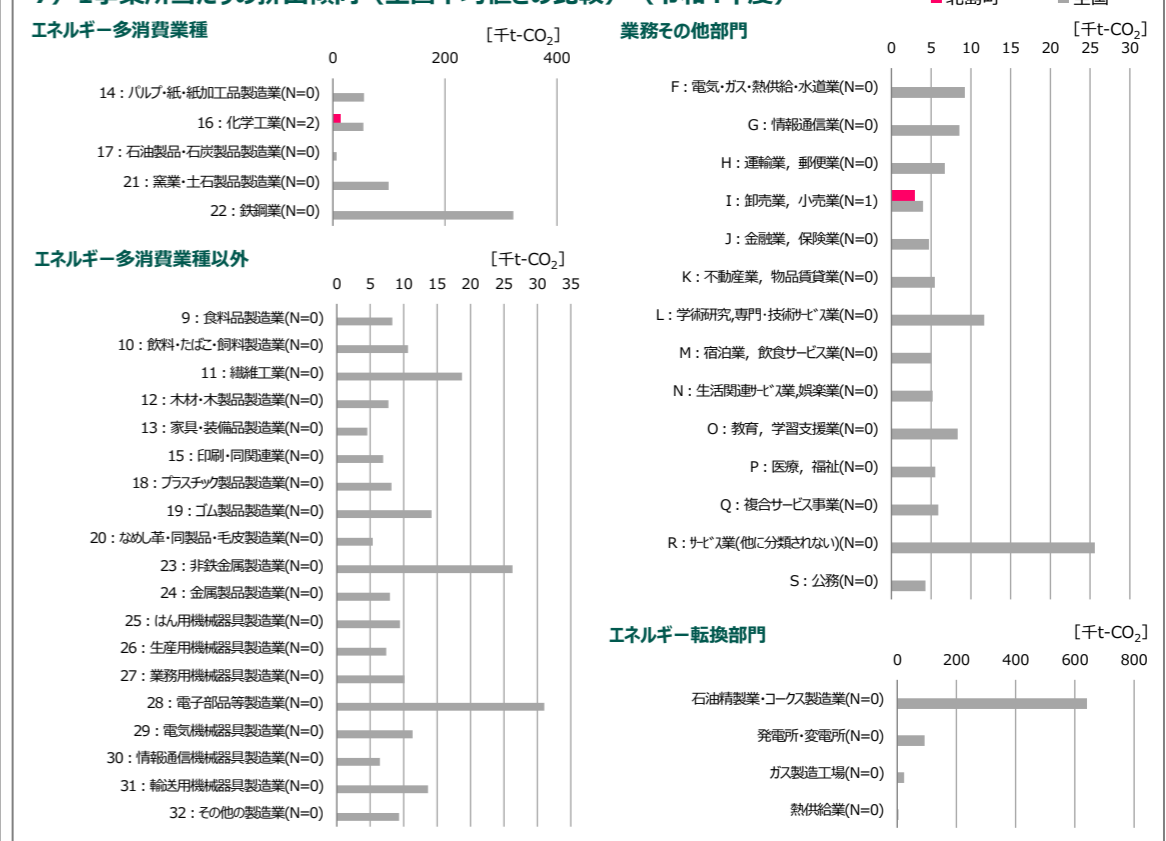 エネルギー多消費業種
[千t-CO2]
0 200 400
14：パルプ・紙・紙加工品製造業(N=0)
16：化学工業(N=2)
17：石油製品・石炭製品製造業(N=0)
21：窯業・土石製品製造業(N=0)
22：鉄鋼業(N=0)
エネルギー多消費業種以外
[千t-CO2]
0 5 10 15 20 25 30 35
9：食料品製造業(N=0)
10：飲料・たばこ・飼料製造業(N=0)
11：繊維工業(N=0)
12：木材・木製品製造業(N=0)
13：家具・装備品製造業(N=0)
15：印刷・同関連業(N=0)
18：プラスチック製品製造業(N=0)
19：ゴム製品製造業(N=0)
20：なめし革・同製品・毛皮製造業(N=0)
23：非鉄金属製造業(N=0)
24：金属製品製造業(N=0)
25：はん用機械器具製造業(N=0)
26：生産用機械器具製造業(N=0)
27：業務用機械器具製造業(N=0)
28：電子部品等製造業(N=0)
29：電気機械器具製造業(N=0)
30：情報通信機械器具製造業(N=0)
31：輸送用機械器具製造業(N=0)
32：その他の製造業(N=0)
業務その他部門
[千t-CO2]
0 5 10 15 20 25 30
F：電気・ガス・熱供給・水道業(N=0)
G：情報通信業(N=0)
H：運輸業，郵便業(N=0)
I：卸売業，小売業(N=1)
J：金融業，保険業(N=0)
K：不動産業，物品賃貸業(N=0)
L：学術研究,専門・技術ｻｰﾋﾞｽ業(N=0)
M：宿泊業，飲食サービス業(N=0)
N：生活関連ｻｰﾋﾞｽ業,娯楽業(N=0)
O：教育，学習支援業(N=0)
P：医療，福祉(N=0)
Q：複合サービス事業(N=0)
R：ｻｰﾋﾞｽ業(他に分類されない)(N=0)
S：公務(N=0)
エネルギー転換部門
[千t-CO2]
0 200 400 600 800
石油精製業・コークス製造業(N=0)
発電所・変電所(N=0)
ガス製造工場(N=0)
熱供給業(N=0)